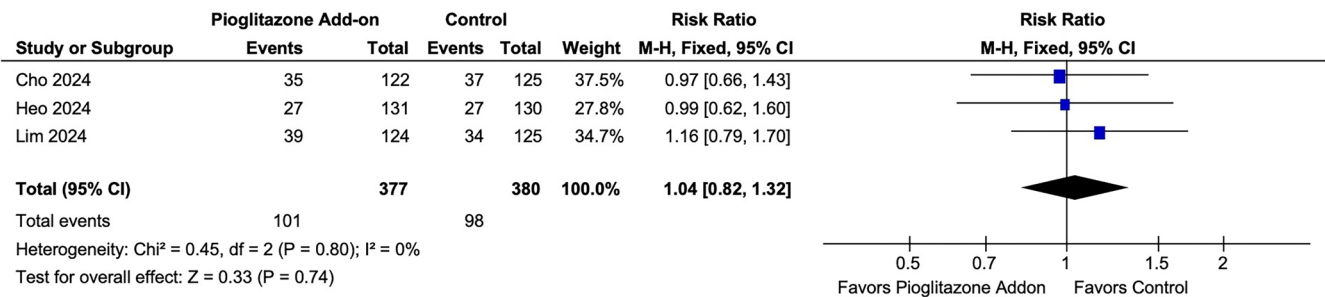 Pioglitazone Add-on Control Risk Ratio Risk Ratio
Study or Subgroup Events Total Events Total Weight M-H, Fixed, 95% CI M-H, Fixed, 95% CI
Cho 2024 35 122 37 125 37.5% 0.97 [0.66, 1.43]
Heo 2024 27 131 27 130 27.8% 0.99 [0.62, 1.60]
Lim 2024 39 124 34 125 34.7% 1.16 [0.79, 1.70]
Total (95% CI) 377 380 100.0% 1.04 [0.82, 1.32]
Total events 101 98
Heterogeneity: Chi² = 0.45, df = 2 (P = 0.80); I² = 0%
Test for overall effect: Z = 0.33 (P = 0.74)
0.5 0.7 1 1.5 2
Favors Pioglitazone Addon Favors Control